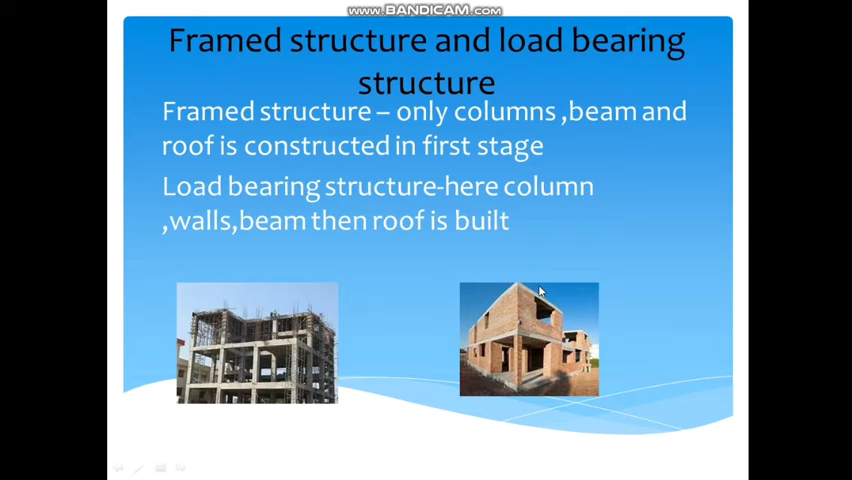 www.BANDICAM.com
Framed structure and load bearing
structure
Framed structure – only columns ,beam and
roof is constructed in first stage
Load bearing structure-here column
,walls,beam then roof is built